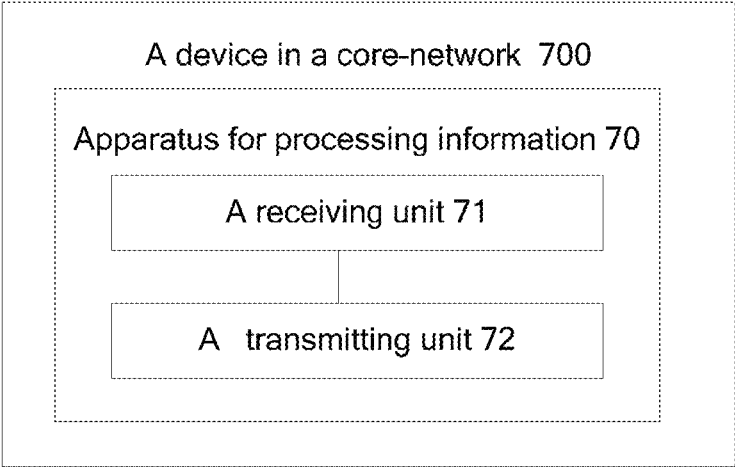 A device in a core-network 700
Apparatus for processing information 70
A receiving unit 71
A transmitting unit 72